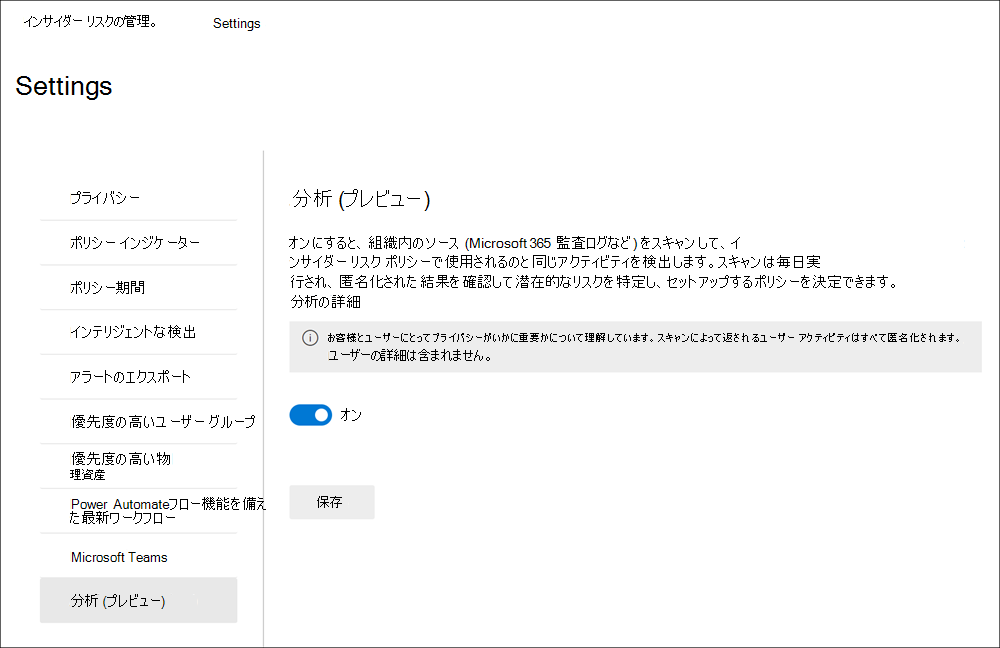 インサイダー リスクの管理。
Settings
Settings
プライバシー
ポリシー インジケーター
ポリシー期間
インテリジェントな検出
アラートのエクスポート
優先度の高いユーザー グループ
優先度の高い物
理資産
Power Automateフロー機能を備え
た最新ワークフロー
Microsoft Teams
分析 (プレビュー)
分析 (プレビュー)
オンにすると、組織内のソース (Microsoft 365 監査ログなど) をスキャンして、イ
ンサイダー リスク ポリシーで使用されるのと同じアクティビティを検出します。スキャンは毎日実
行され、匿名化された結果を確認して潜在的なリスクを特定し、セットアップするポリシーを決定できます。
分析の詳細
お客様とユーザーにとってプライバシーがいかに重要かについて理解しています。スキャンによって返されるユーザー アクティビティはすべて匿名化されます。
ユーザーの詳細は含まれません。
オン
保存